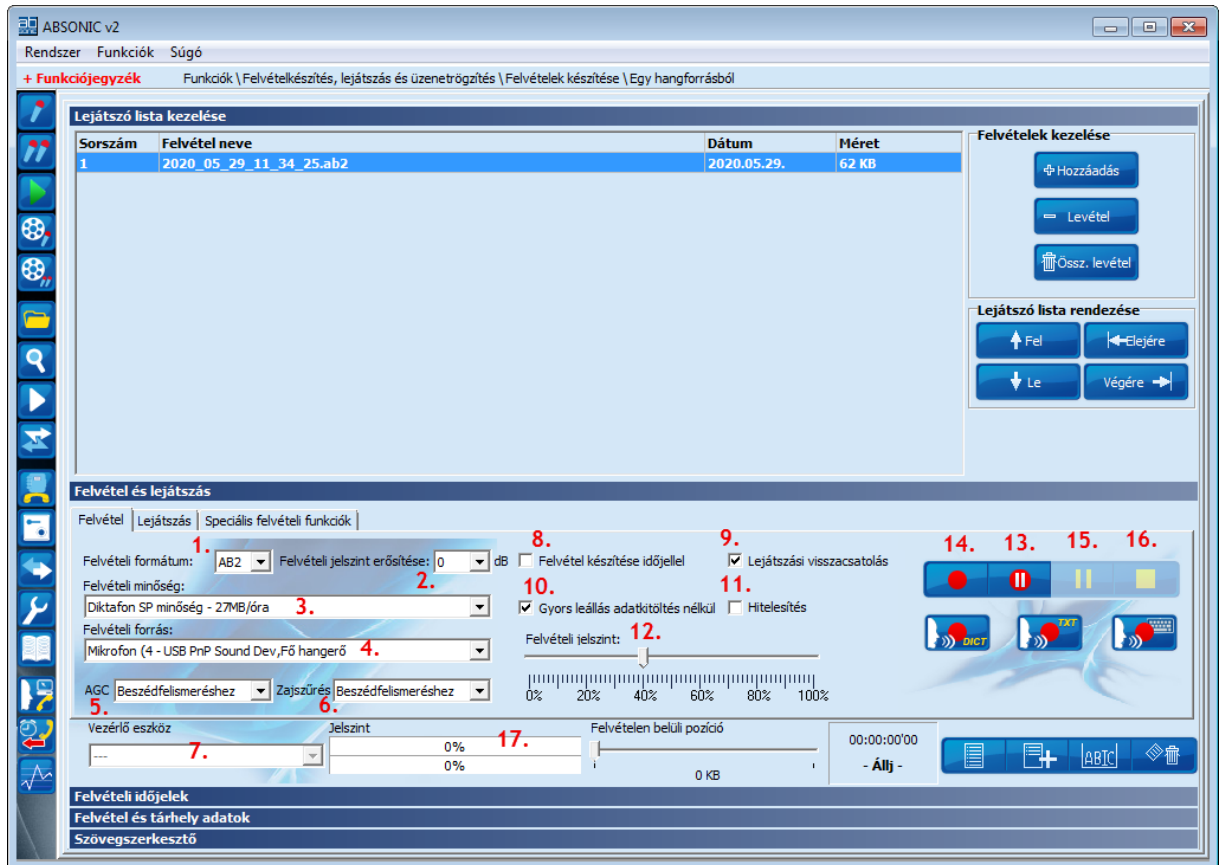 ABSONIC v2
Rendszer Funkciók Súgó
+ Funkciójegyzék Funkciók \ Felvételkészítés, lejátszás és üzenetrögzítés \ Felvételek készítése \ Egy hangforrásból
Lejátszó lista kezelése
Sorszám Felvétel neve Dátum Méret
1 2020_05_29_11_34_25.ab2 2020.05.29. 62 KB
Felvételek kezelése
Hozzáadás
Levétel
Össz. levétel
Lejátszó lista rendezése
Fel Elejére
Le Végére
Felvétel és lejátszás
Felvétel Lejátszás Speciális felvételi funkciók
1. 8. 9. 14. 13. 15. 16.
Felvételi formátum: AB2 Felvételi jelszint erősítése: 0 dB Felvétel készítése időjellel Lejátszási visszacsatolás
2. 10. 11.
Felvételi minőség:
Diktafon SP minőség - 27MB/óra 3. Gyors leállás adatkitöltés nélkül Hitelesítés
Felvételi forrás: Felvételi jelszint: 12.
DICT TXT
Mikrofon (4 - USB PnP Sound Dev,Fő hangerő 4.
AGC Beszédfelismeréshez Zajszűrés Beszédfelismeréshez 0% 20% 40% 60% 80% 100%
5. 6.
Vezérlő eszköz Jelszint Felvételen belüli pozíció
--- 7. 0% 17. 00:00:00'00
0% 0 KB - Állj -
ABIC
Felvételi időjelek
Felvétel és tárhely adatok
Szövegszerkesztő